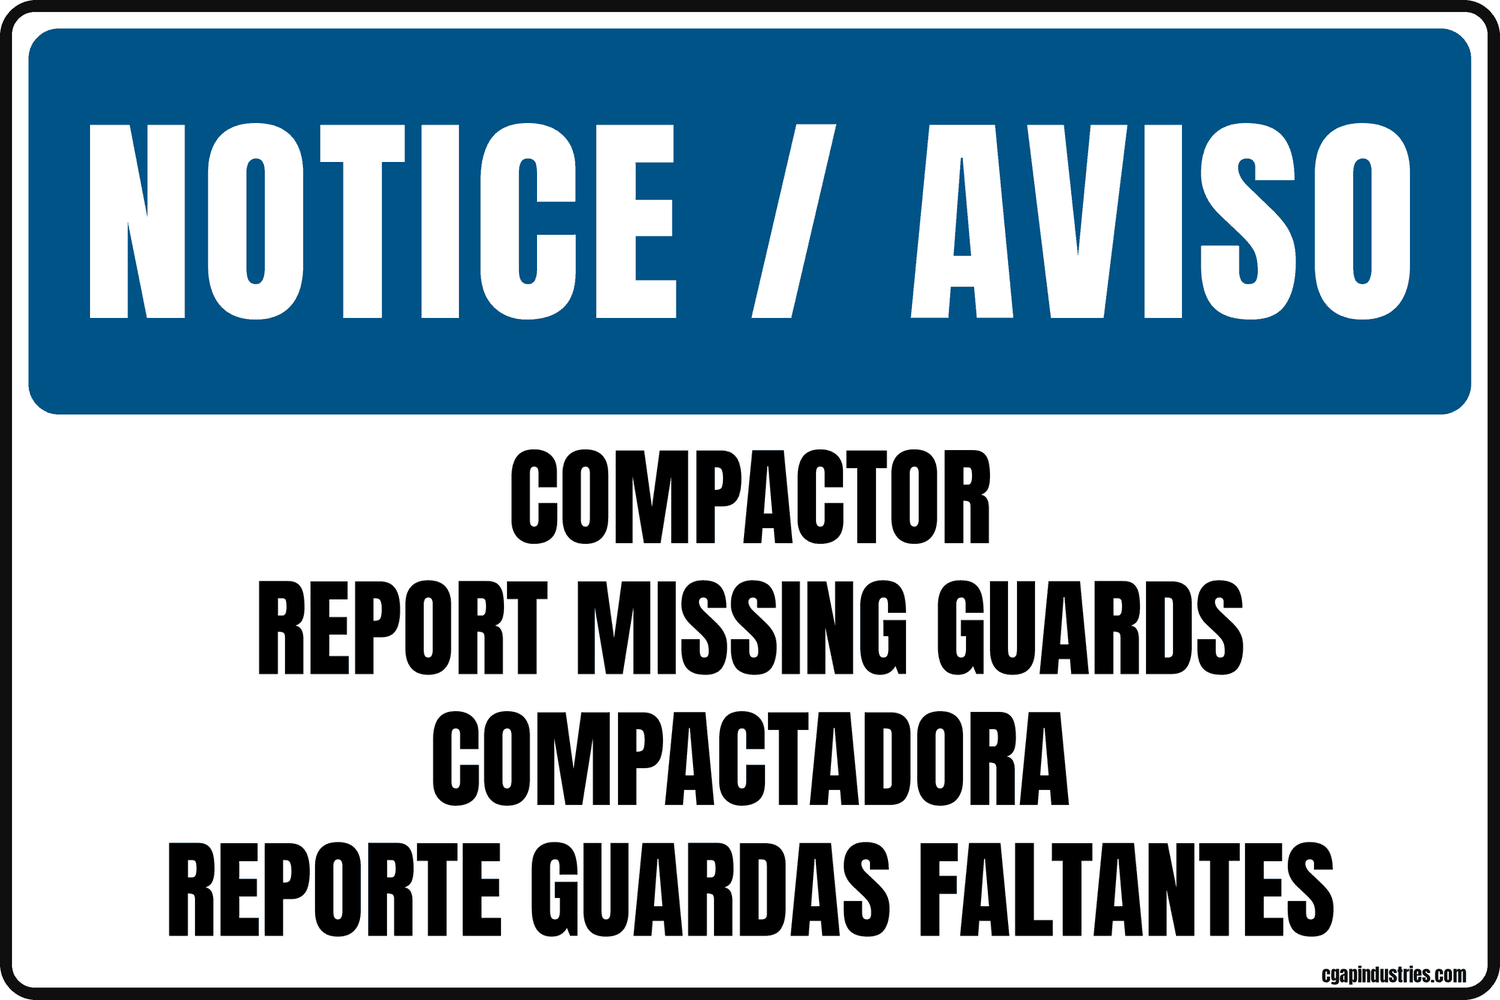 NOTICE / AVISO
COMPACTOR
REPORT MISSING GUARDS
COMPACTADORA
REPORTE GUARDAS FALTANTES
cgapindustries.com